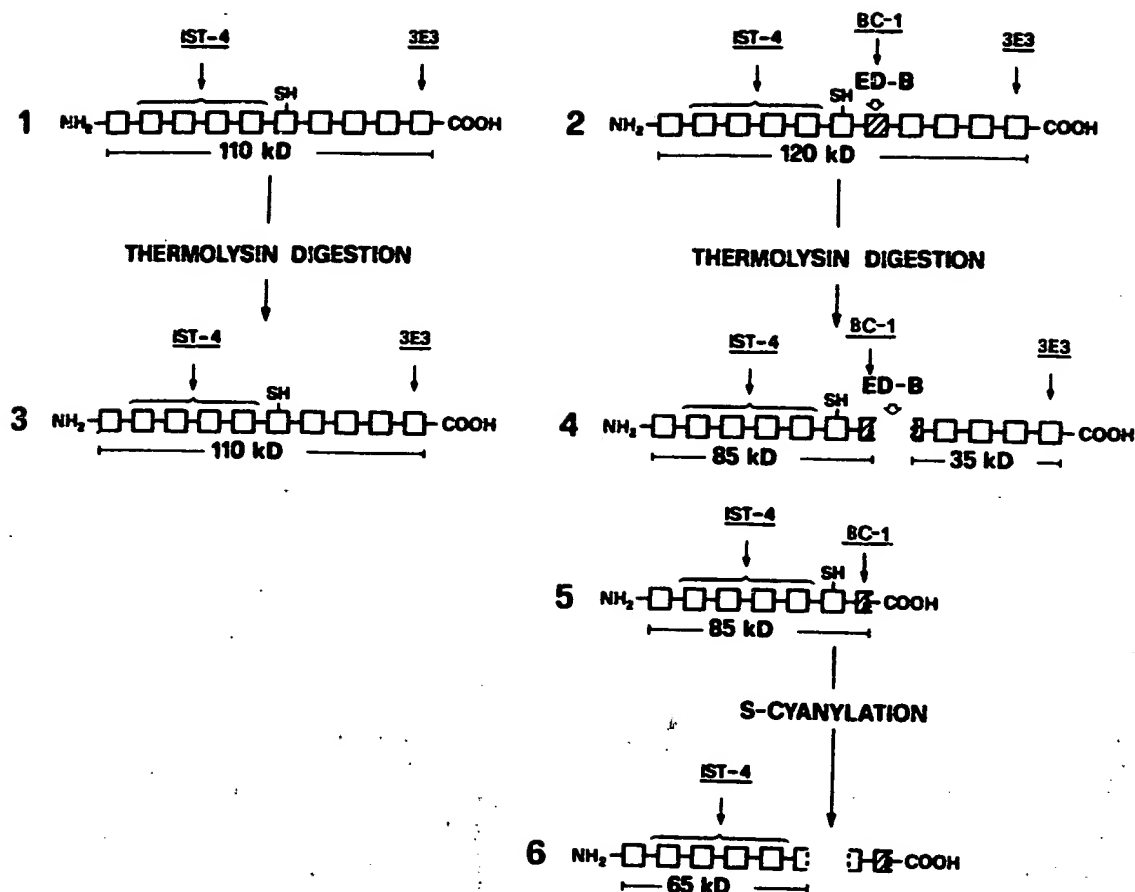 IST-4 3E3
SH
1 NH2 COOH
110 kD
THERMOLYSIN DIGESTION
IST-4 3E3
SH
3 NH2 COOH
110 kD
BC-1
IST-4 3E3
ED-B
SH
2 NH2 COOH
120 kD
THERMOLYSIN DIGESTION
BC-1
IST-4 3E3
ED-B
SH
4 NH2 COOH
85 kD 35 kD
IST-4 BC-1
SH
5 NH2 COOH
85 kD
S-CYANYLATION
IST-4
6 NH2 COOH
65 kD